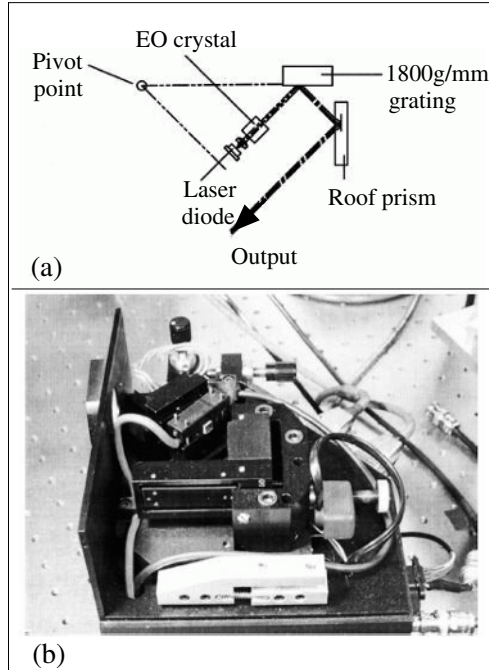 EO crystal
Pivot
point
1800g/mm
grating
Laser
diode
Roof prism
Output
(a)
(b)